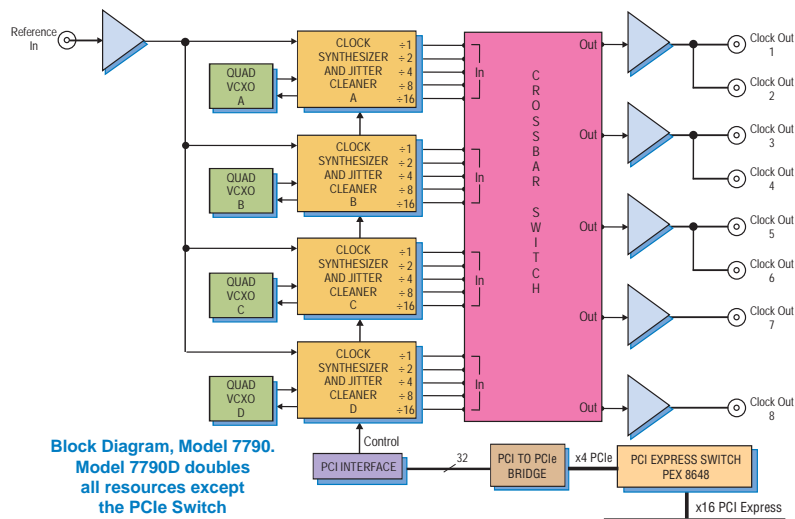 Reference
In
CLOCK ÷1
SYNTHESIZER ÷2
AND JITTER ÷4
CLEANER ÷8
A ÷16
QUAD
VCXO
A
In
CLOCK ÷1
SYNTHESIZER ÷2
AND JITTER ÷4
CLEANER ÷8
B ÷16
QUAD
VCXO
B
In
CLOCK ÷1
SYNTHESIZER ÷2
AND JITTER ÷4
CLEANER ÷8
C ÷16
QUAD
VCXO
C
In
CLOCK ÷1
SYNTHESIZER ÷2
AND JITTER ÷4
CLEANER ÷8
D ÷16
QUAD
VCXO
D
In
CROSSBAR SWITCH
Out
Clock Out
1
Clock Out
2
Out
Clock Out
3
Clock Out
4
Out
Clock Out
5
Clock Out
6
Out
Clock Out
7
Out
Clock Out
8
Control
PCI INTERFACE
32
PCI TO PCIe
BRIDGE
x4 PCIe
PCI EXPRESS SWITCH
PEX 8648
x16 PCI Express
Block Diagram, Model 7790.
Model 7790D doubles
all resources except
the PCIe Switch